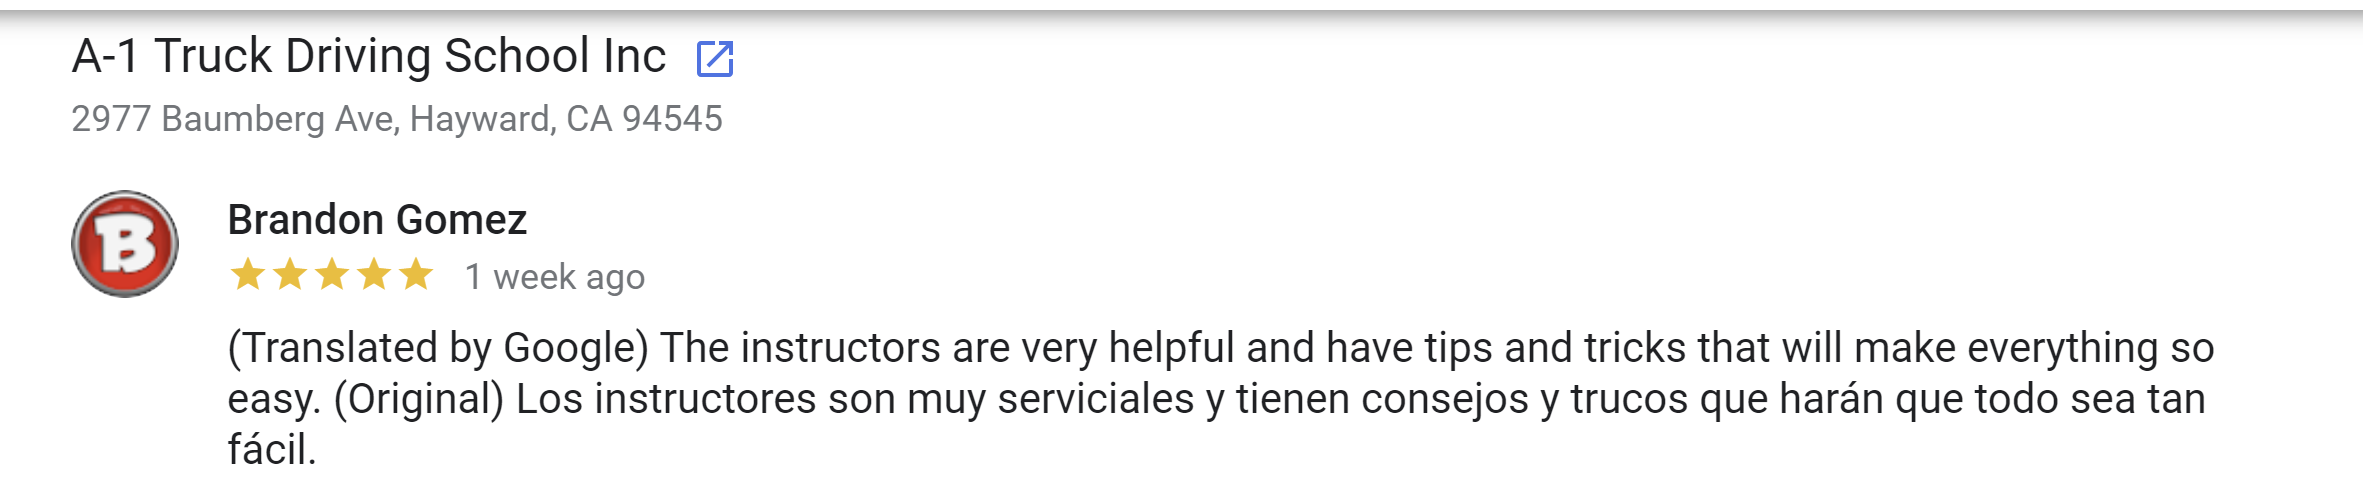 A-1 Truck Driving School Inc
2977 Baumberg Ave, Hayward, CA 94545
B
Brandon Gomez
1 week ago
(Translated by Google) The instructors are very helpful and have tips and tricks that will make everything so
easy. (Original) Los instructores son muy serviciales y tienen consejos y trucos que harán que todo sea tan
fácil.